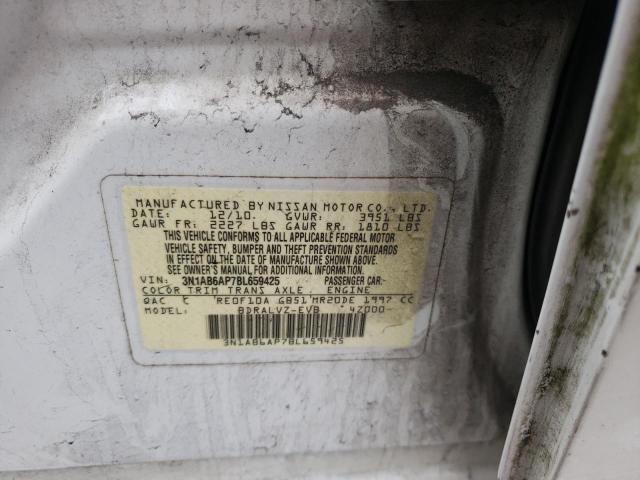 MANUFACTURED BY NISSAN MOTOR CO., LTD.
DATE: 12/10. GVWR: 3951 LBS
GAWR FR: 2227 LBS GAWR RR: 1810 LBS
THIS VEHICLE CONFORMS TO ALL APPLICABLE FEDERAL MOTOR
VEHICLE SAFETY, BUMPER AND THEFT PREVENTION STANDARDS
IN EFFECT ON THE DATE OF MANUFACTURE SHOWN ABOVE.
SEE OWNER'S MANUAL FOR ADDITIONAL INFORMATION.
VIN: 3N1AB6AP7BL659425 PASSENGER CAR.
COLOR TRIM TRANS AXLE. ENGINE
QAC C RE0F10A GB51 MR20DE 1997 CC
MODEL: BDRALVZ-EVB 4Z000
3N1AB6AP7BL659425